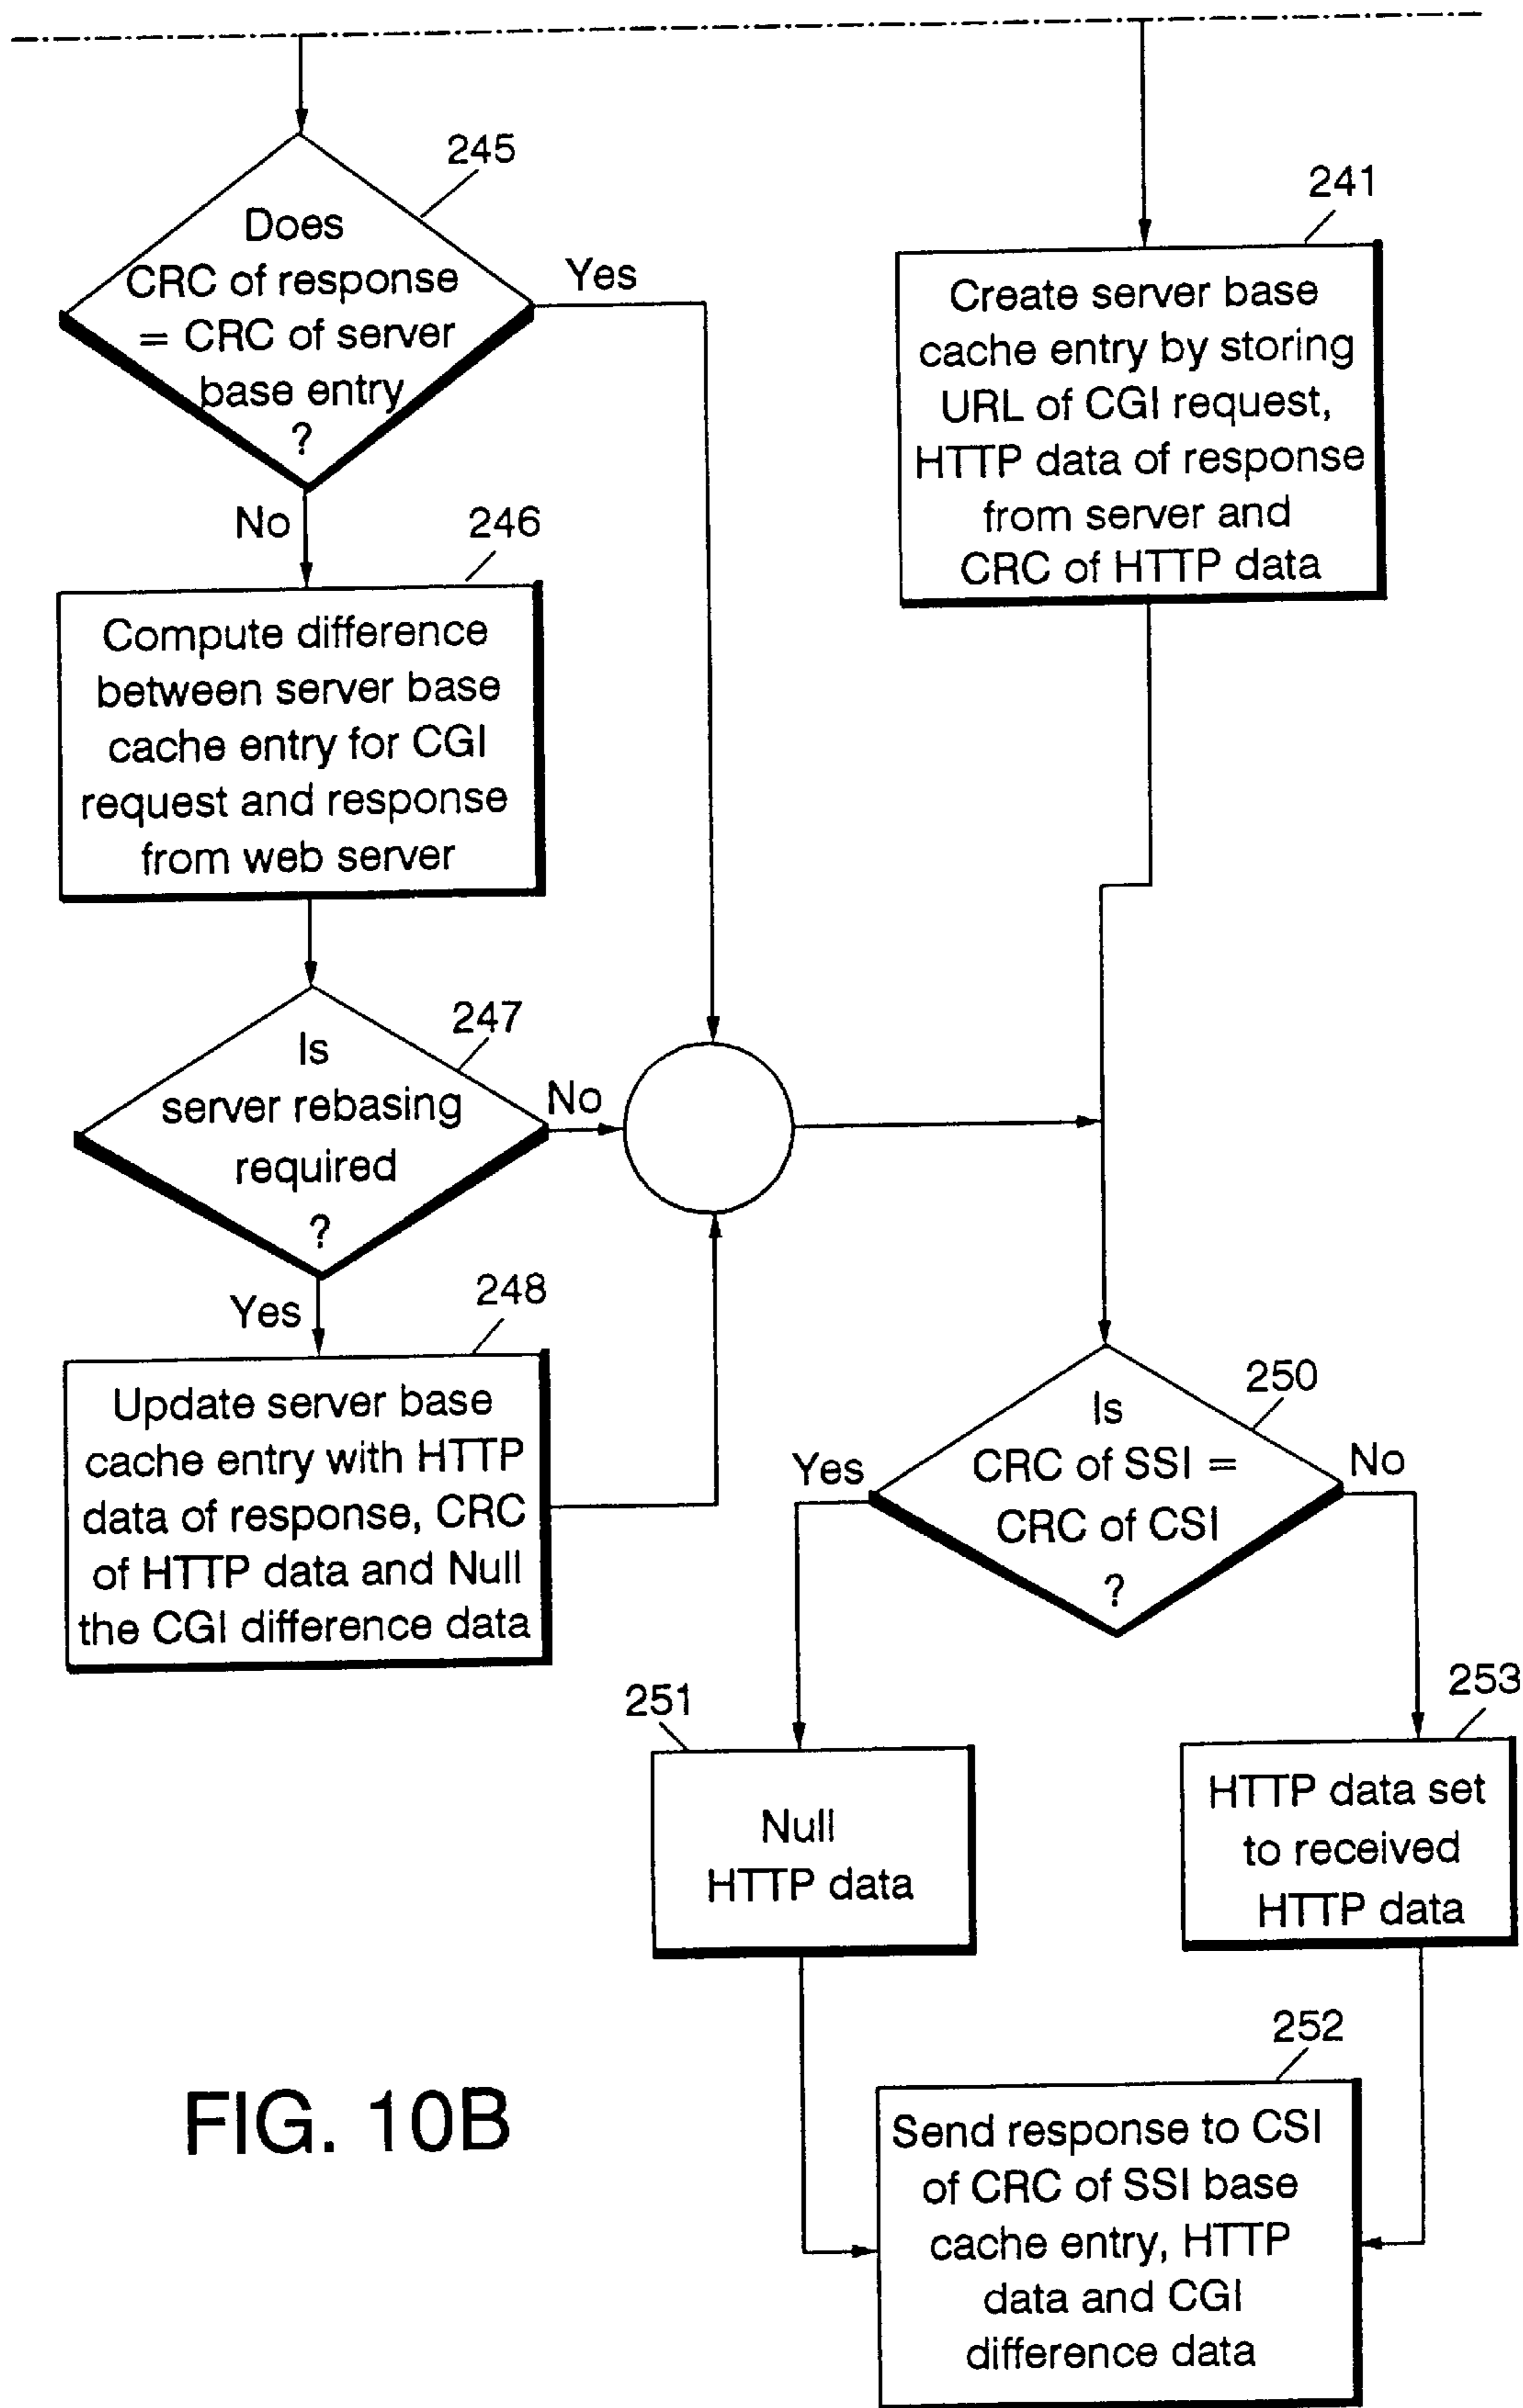 245
Does
CRC of response
= CRC of server
base entry
?
Yes
No
241
Create server base
cache entry by storing
URL of CGI request,
HTTP data of response
from server and
CRC of HTTP data
246
Compute difference
between server base
cache entry for CGI
request and response
from web server
247
Is
server rebasing
required
?
No
Yes
248
Update server base
cache entry with HTTP
data of response, CRC
of HTTP data and Null
the CGI difference data
250
Is
CRC of SSI =
CRC of CSI
?
Yes
No
251
Null
HTTP data
253
HTTP data set
to received
HTTP data
252
Send response to CSI
of CRC of SSI base
cache entry, HTTP
data and CGI
difference data
FIG. 10B